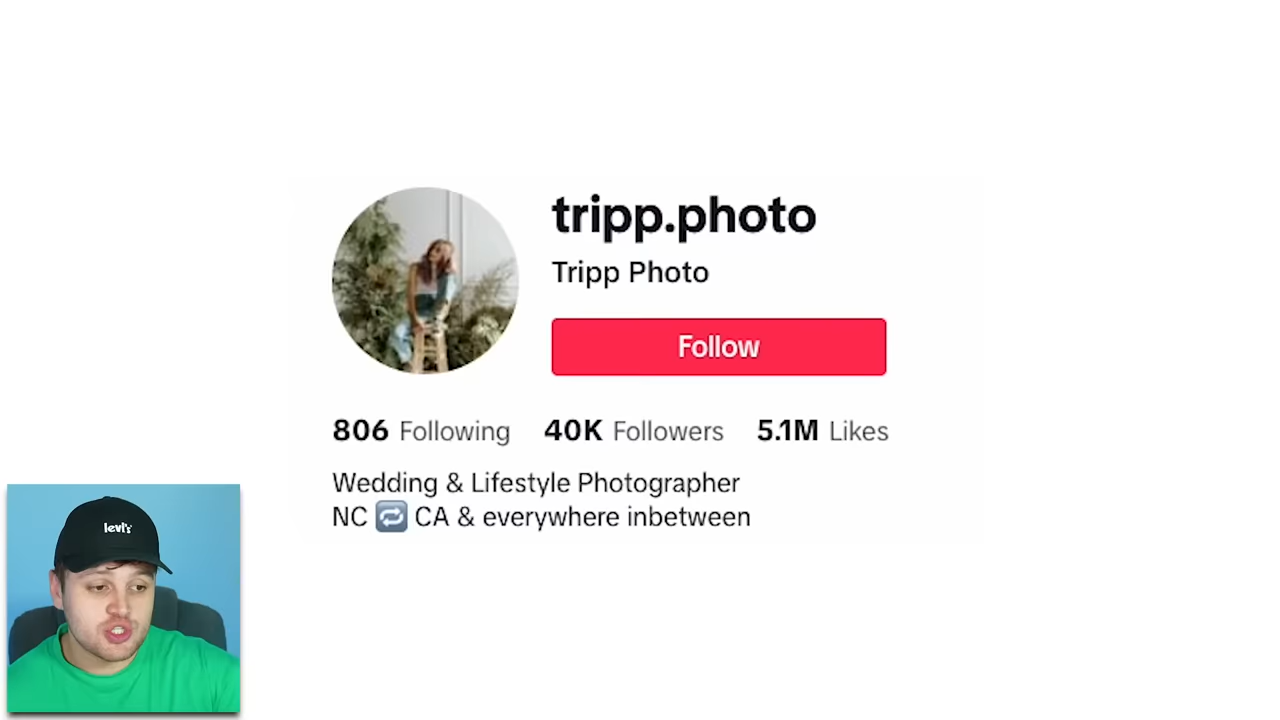 tripp.photo
Tripp Photo
Follow
806 Following 40K Followers 5.1M Likes
Wedding & Lifestyle Photographer
NC 🔁 CA & everywhere inbetween
levi's